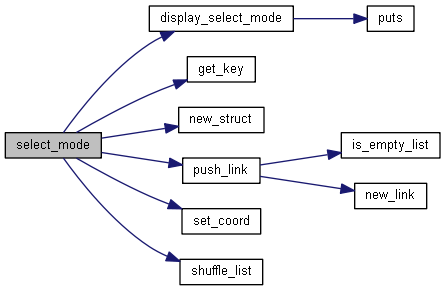 display_select_mode
puts
get_key
new_struct
select_mode
is_empty_list
push_link
new_link
set_coord
shuffle_list